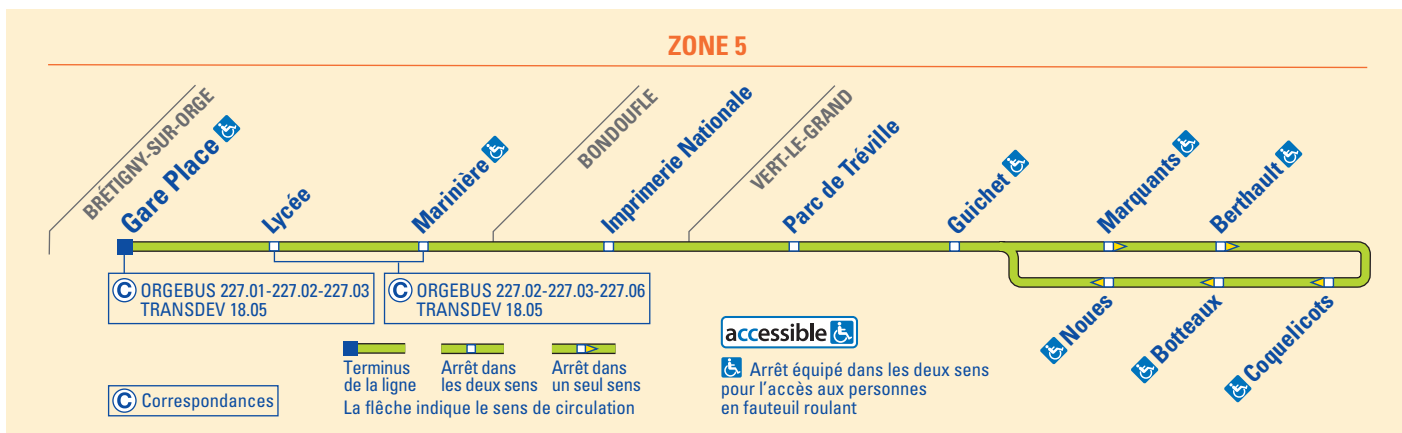 ZONE 5
BRÉTIGNY-SUR-ORGE
Gare Place
Lycée
Marinière
BONDOUFLE
Imprimerie Nationale
VERT-LE-GRAND
Parc de Tréville
Guichet
Marquants
Berthault
Noues
Botteaux
Coquelicots
C ORGEBUS 227.01-227.02-227.03
TRANSDEV 18.05
C ORGEBUS 227.02-227.03-227.06
TRANSDEV 18.05
C Correspondances
Terminus
de la ligne
Arrêt dans
les deux sens
Arrêt dans
un seul sens
La flêche indique le sens de circulation
accessible
Arrêt équipé dans les deux sens
pour l'accès aux personnes
en fauteuil roulant